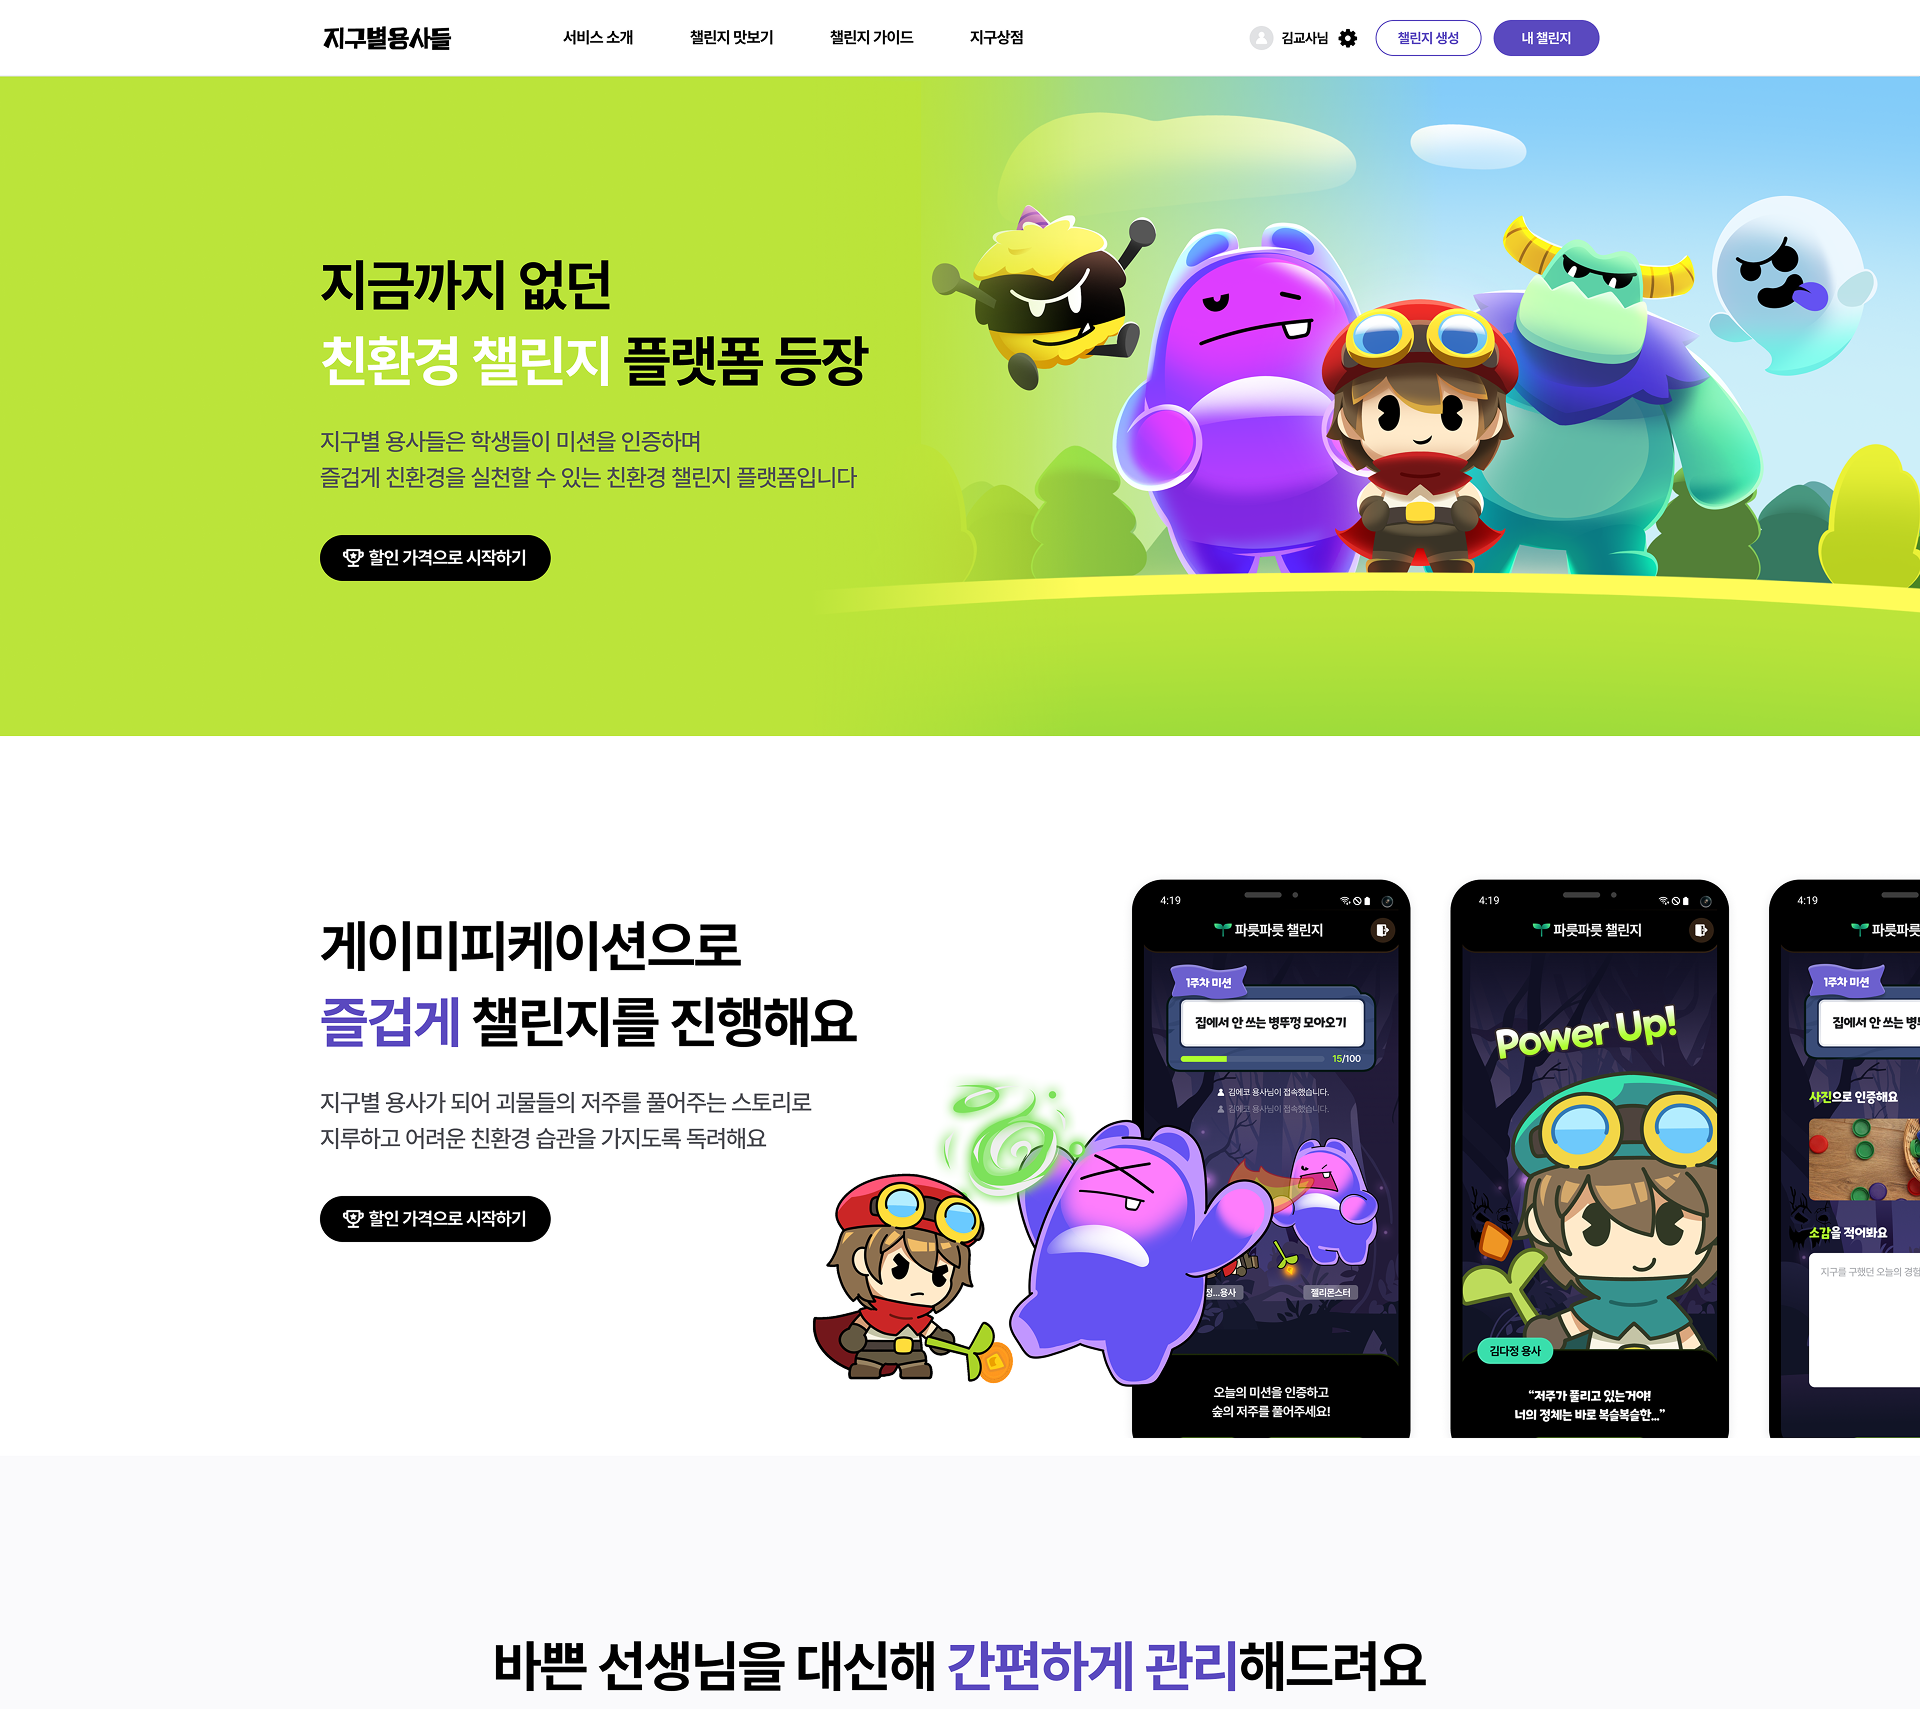 지구별용사들
서비스 소개
챌린지 맛보기
챌린지 가이드
지구상점
김교사님
챌린지 생성
내 챌린지
지금까지 없던
친환경 챌린지 플랫폼 등장
지구별 용사들은 학생들이 미션을 인증하며
즐겁게 친환경을 실천할 수 있는 친환경 챌린지 플랫폼입니다
할인 가격으로 시작하기
게이미피케이션으로
즐겁게 챌린지를 진행해요
지구별 용사가 되어 괴물들의 저주를 풀어주는 스토리로
지루하고 어려운 친환경 습관을 가지도록 독려해요
할인 가격으로 시작하기
4:19
파릇파릇 챌린지
1주차 미션
집에서 안 쓰는 병뚜껑 모아오기
15/100
김에코 용사님이 접속했습니다.
김에코 용사님이 접속했습니다.
정...용사
젤리몬스터
오늘의 미션을 인증하고
숲의 저주를 풀어주세요!
4:19
파릇파릇 챌린지
Power Up!
김다정 용사
“저주가 풀리고 있는거야!
너의 정체는 바로 복슬복슬한...”
4:19
파릇파릇
1주차 미션
집에서 안 쓰는
사진으로 인증해요
소감을 적어봐요
지구를 구했던 오늘의 경험
바쁜 선생님을 대신해 간편하게 관리해드려요